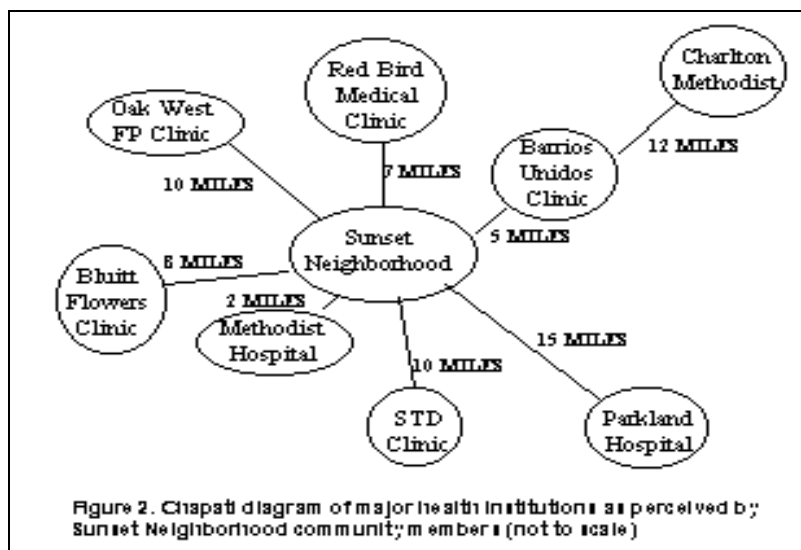 Charlton
Methodist
Red Bird
Medical
Clinic
Oak West
FP Clinic
Barrios
Unidos
Clinic
12 MILES
7 MILES
10 MILES
Sunset
Neighborhood
5 MILES
8 MILES
Bluitt
Flowers
Clinic
2 MILES
Methodist
Hospital
15 MILES
10 MILES
STD
Clinic
Parkland
Hospital
Figure 2. Chapati diagram of major health institutions as perceived by
Sunset Neighborhood community members (not to scale)